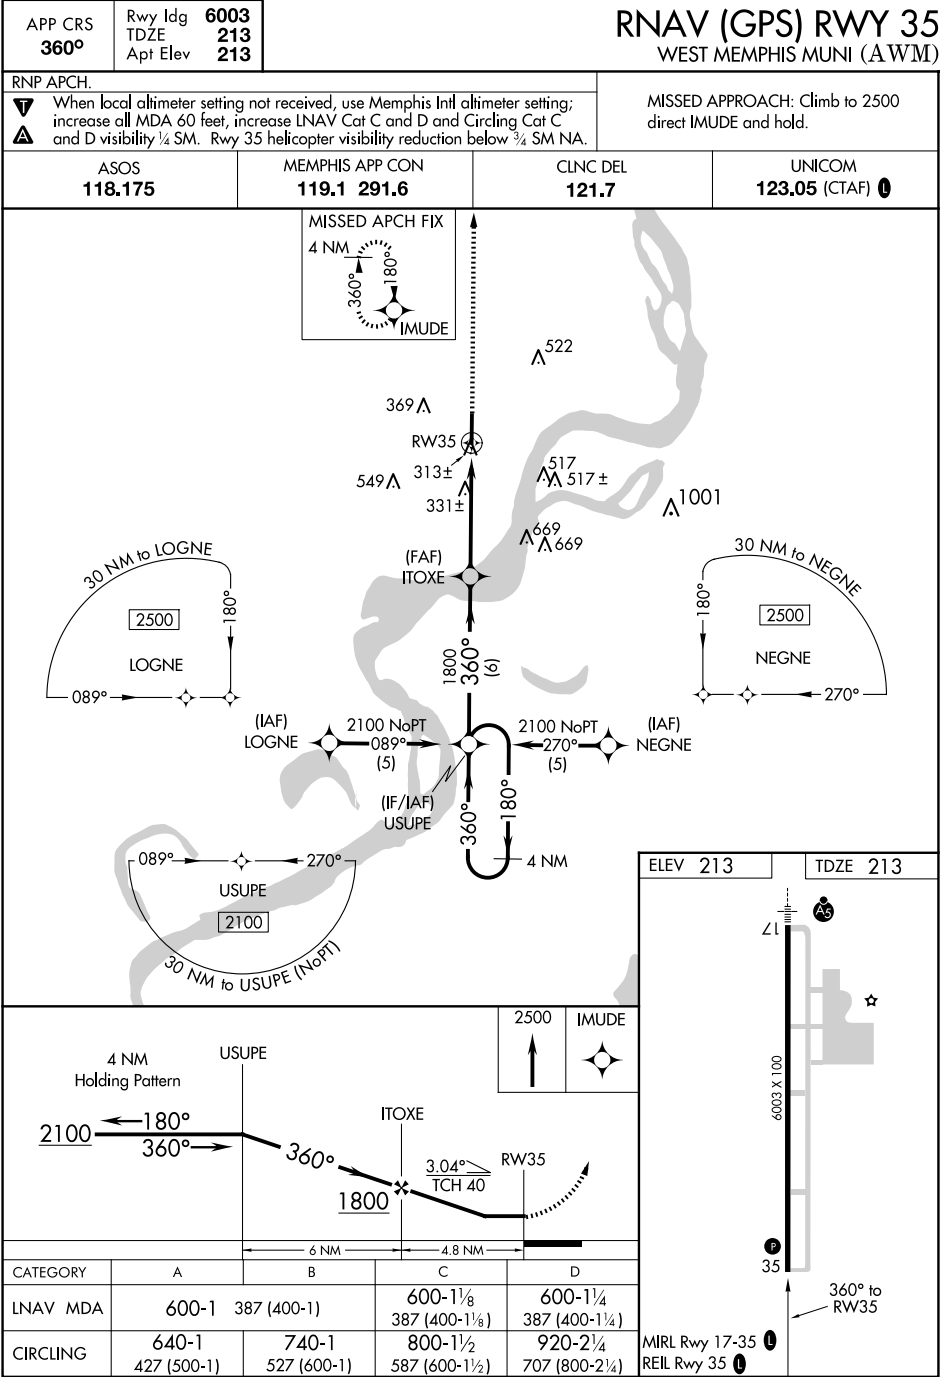 APP CRS
360°
Rwy ldg 6003
TDZE 213
Apt Elev 213
RNAV (GPS) RWY 35
WEST MEMPHIS MUNI (AWM)
RNP APCH.
T
A
When local altimeter setting not received, use Memphis Intl altimeter setting;
increase all MDA 60 feet, increase LNAV Cat C and D and Circling Cat C
and D visibility ¼ SM. Rwy 35 helicopter visibility reduction below ¾ SM NA.
MISSED APPROACH: Climb to 2500
direct IMUDE and hold.
ASOS
118.175
MEMPHIS APP CON
119.1 291.6
CLNC DEL
121.7
UNICOM
123.05 (CTAF) L
MISSED APCH FIX
4 NM
360°
180°
IMUDE
522
369
RW35
313±
549
331±
517
517±
1001
669
669
(FAF)
ITOXE
30 NM to LOGNE
2500
180°
LOGNE
089°
30 NM to NEGNE
180°
2500
NEGNE
270°
1800
360°
(6)
(IAF)
LOGNE
2100 NoPT
089°
(5)
2100 NoPT
270°
(5)
(IAF)
NEGNE
(IF/IAF)
USUPE
360°
180°
4 NM
089°
270°
USUPE
2100
30 NM to USUPE (NoPT)
ELEV 213
TDZE 213
A5
17
6003 X 100
P
35
360° to
RW35
MIRL Rwy 17-35 L
REIL Rwy 35 L
2500
IMUDE
4 NM
Holding Pattern
USUPE
2100
180°
360°
360°
ITOXE
1800
3.04°
TCH 40
RW35
6 NM
4.8 NM
CATEGORY A B C D
LNAV MDA 600-1 387 (400-1) 600-1⅛ 387 (400-1⅛) 600-1¼ 387 (400-1¼)
CIRCLING 640-1 427 (500-1) 740-1 527 (600-1) 800-1½ 587 (600-1½) 920-2¼ 707 (800-2¼)